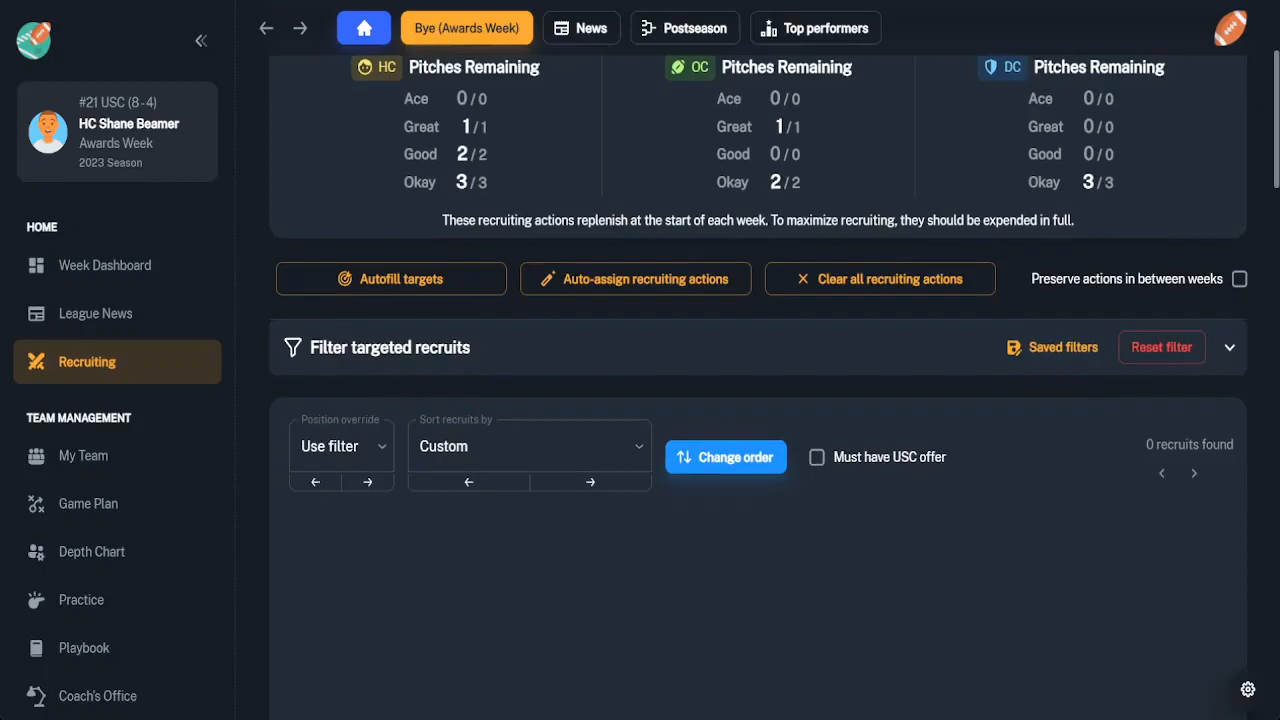 Bye (Awards Week)
News
Postseason
Top performers
#21 USC (8 - 4)
HC Shane Beamer
Awards Week
2023 Season
HOME
Week Dashboard
League News
Recruiting
TEAM MANAGEMENT
My Team
Game Plan
Depth Chart
Practice
Playbook
Coach's Office
HC Pitches Remaining
Ace 0 / 0
Great 1 / 1
Good 2 / 2
Okay 3 / 3
OC Pitches Remaining
Ace 0 / 0
Great 1 / 1
Good 0 / 0
Okay 2 / 2
DC Pitches Remaining
Ace 0 / 0
Great 0 / 0
Good 0 / 0
Okay 3 / 3
These recruiting actions replenish at the start of each week. To maximize recruiting, they should be expended in full.
Autofill targets
Auto-assign recruiting actions
Clear all recruiting actions
Preserve actions in between weeks
Filter targeted recruits
Saved filters
Reset filter
Position override
Use filter
Sort recruits by
Custom
Change order
Must have USC offer
0 recruits found